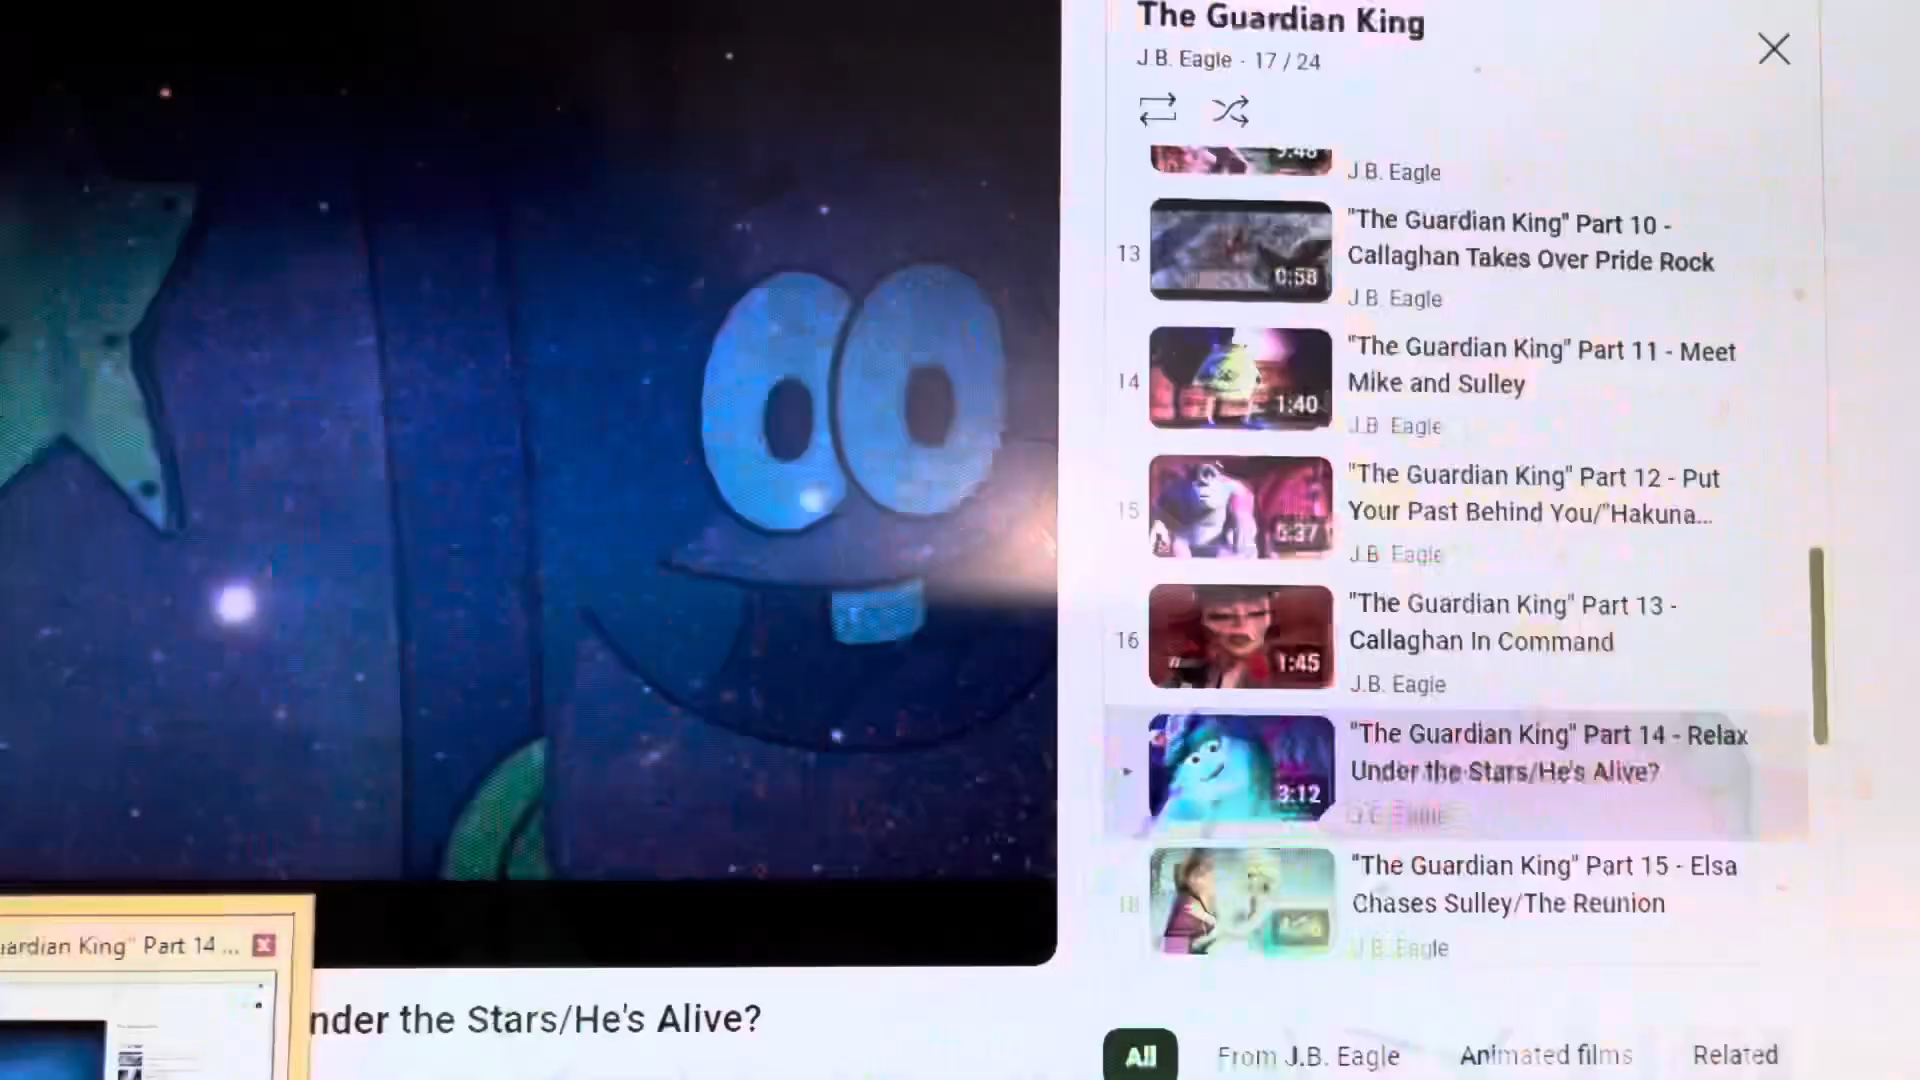 The Guardian King
J.B. Eagle - 17 / 24
9:48
J.B. Eagle
13
0:58
"The Guardian King" Part 10 -
Callaghan Takes Over Pride Rock
J.B. Eagle
14
1:40
"The Guardian King" Part 11 - Meet
Mike and Sulley
J.B. Eagle
15
"The Guardian King" Part 12 - Put
Your Past Behind You/"Hakuna...
J.B. Eagle
16
1:45
"The Guardian King" Part 13 -
Callaghan In Command
J.B. Eagle
3:12
"The Guardian King" Part 14 - Relax
Under the Stars/He's Alive?
J.B. Eagle
18
"The Guardian King" Part 15 - Elsa
Chases Sulley/The Reunion
J.B. Eagle
uardian King" Part 14 ...
nder the Stars/He's Alive?
All
From J.B. Eagle
Animated films
Related